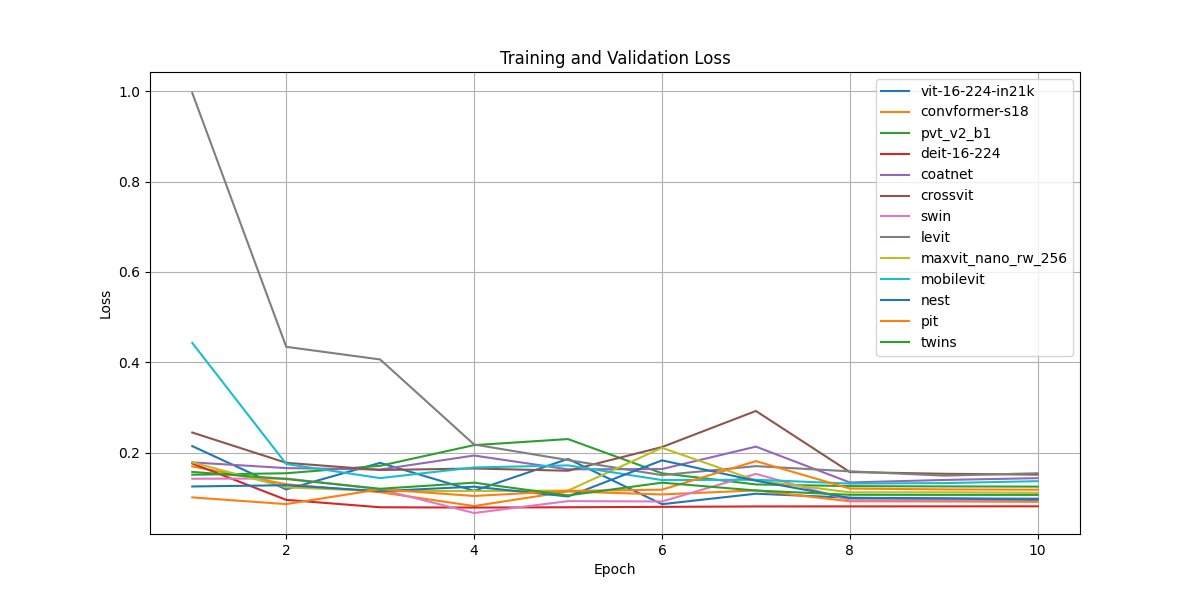 Training and Validation Loss
1.0
0.8
0.6
0.4
0.2
Loss
2
4
6
8
10
Epoch
vit-16-224-in21k
convformer-s18
pvt_v2_b1
deit-16-224
coatnet
crossvit
swin
levit
maxvit_nano_rw_256
mobilevit
nest
pit
twins